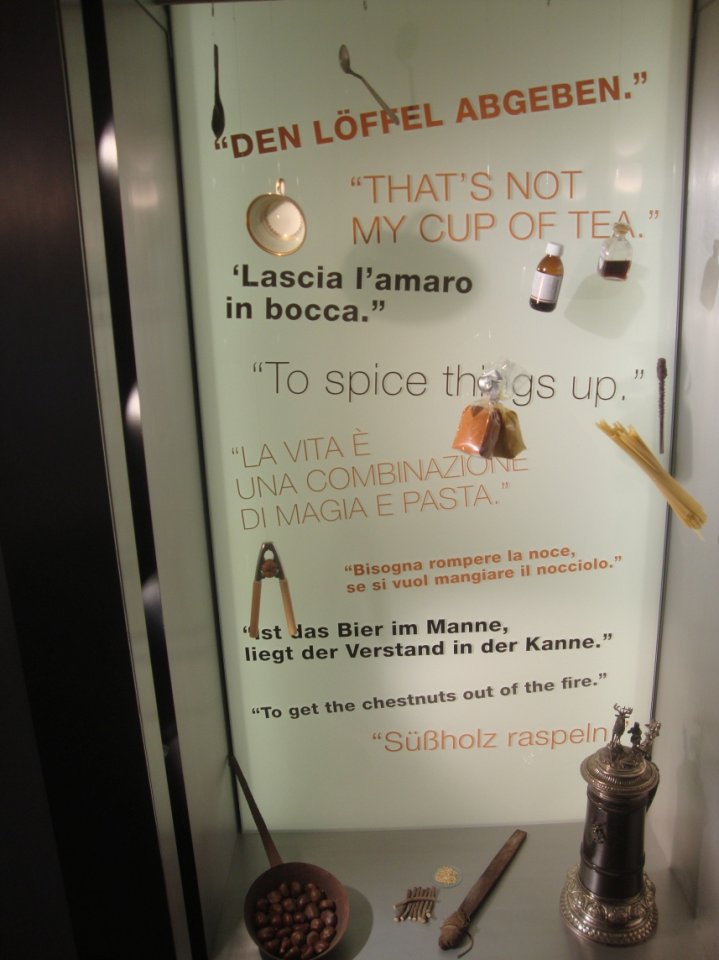 “DEN LÖFFEL ABGEBEN.”
“THAT’S NOT
MY CUP OF TEA.”
‘Lascia l’amaro
in bocca.”
“To spice things up.”
“LA VITA È
UNA COMBINAZIONE
DI MAGIA E PASTA.”
“Bisogna rompere la noce,
se si vuol mangiare il nocciolo.”
“Ist das Bier im Manne,
liegt der Verstand in der Kanne.”
“To get the chestnuts out of the fire.”
“Süßholz raspeln.”